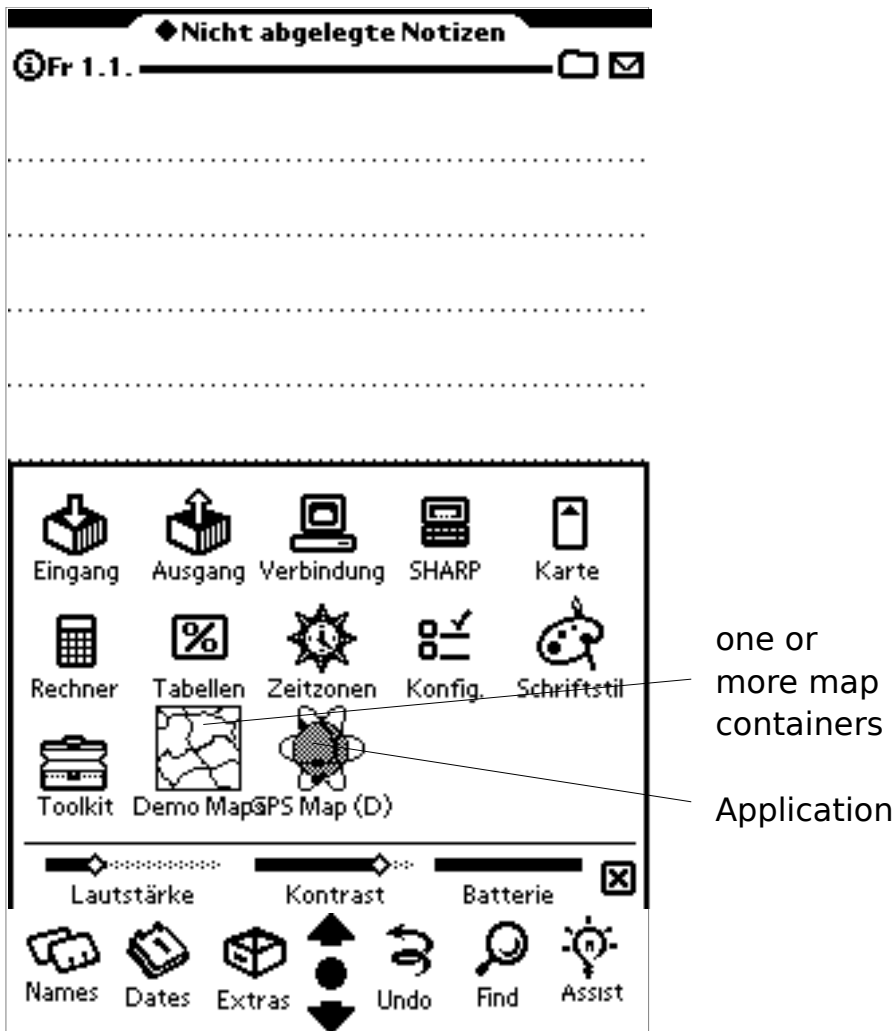 ◆Nicht abgelegte Notizen
Fr 1.1.
Eingang Ausgang Verbindung SHARP Karte
Rechner Tabellen Zeitzonen Konfig. Schriftstil
Toolkit Demo Maps GPS Map (D)
Lautstärke Kontrast Batterie
Names Dates Extras Undo Find Assist
one or
more map
containers
Application